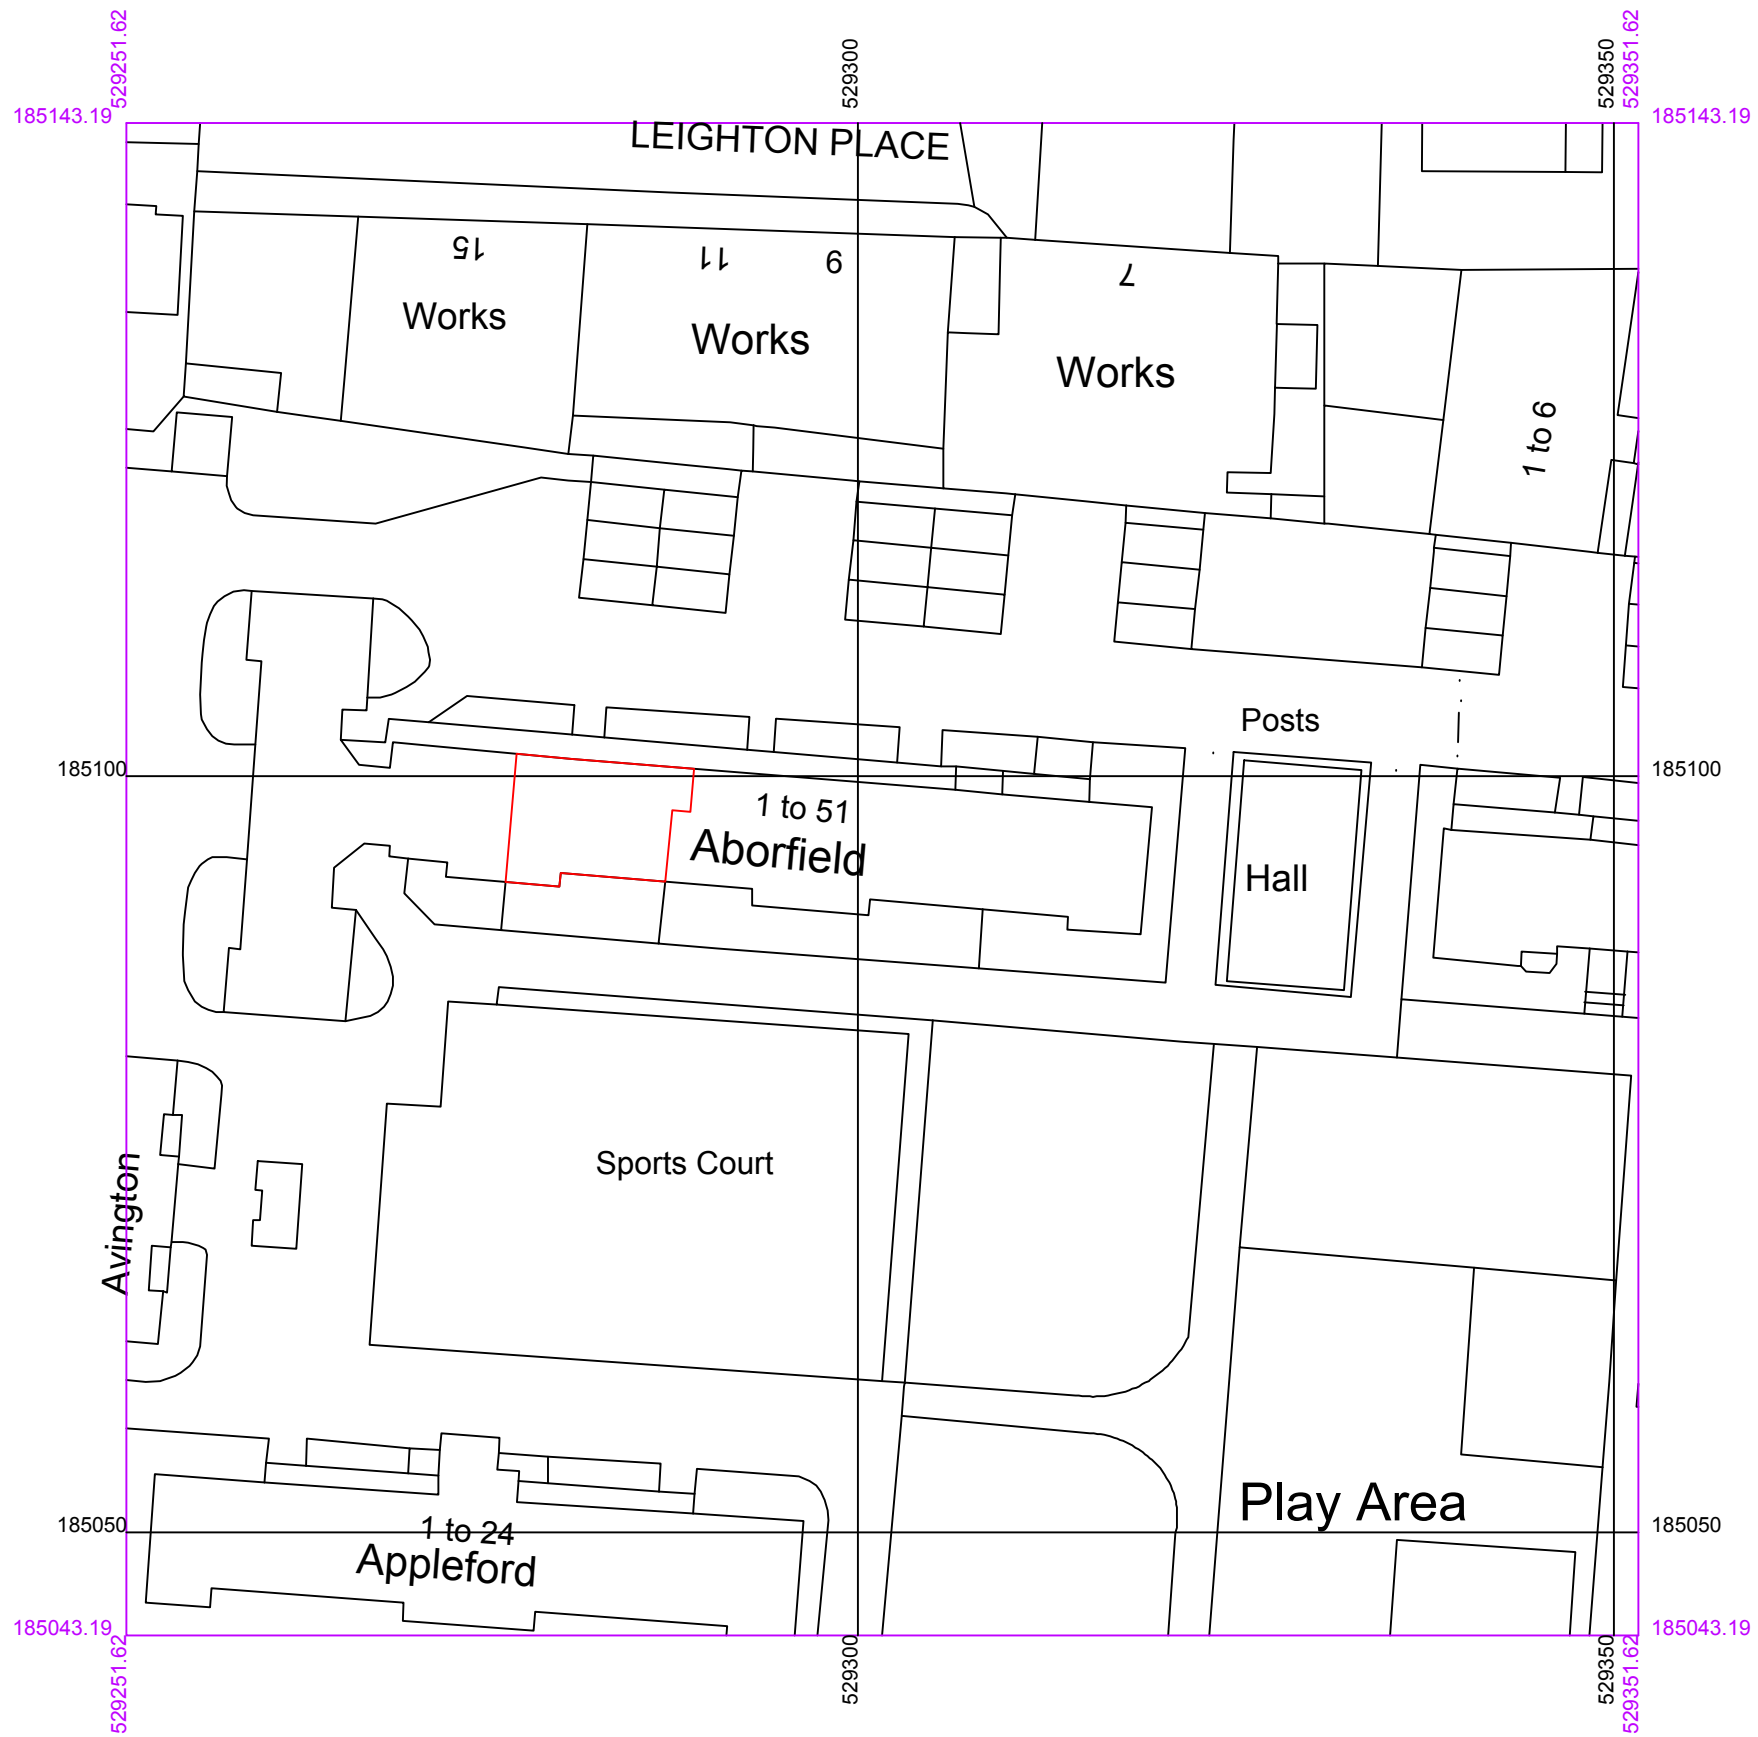 529251.62
529300
529350
529351.62
185143.19
185143.19
LEIGHTON PLACE
15
11
9
7
Works
Works
Works
1 to 6
Posts
185100
185100
1 to 51
Aborfield
Hall
Sports Court
Avington
Play Area
185050
185050
1 to 24
Appleford
185043.19
185043.19
529251.62
529300
529350
529351.62